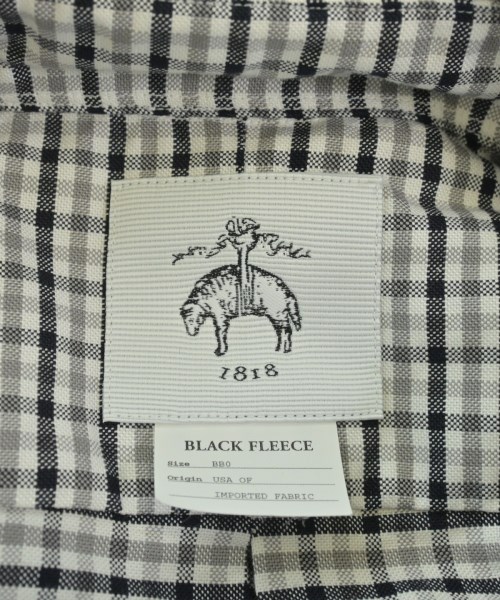 1818
BLACK FLEECE
Size BB0
Origin USA OF
IMPORTED FABRIC